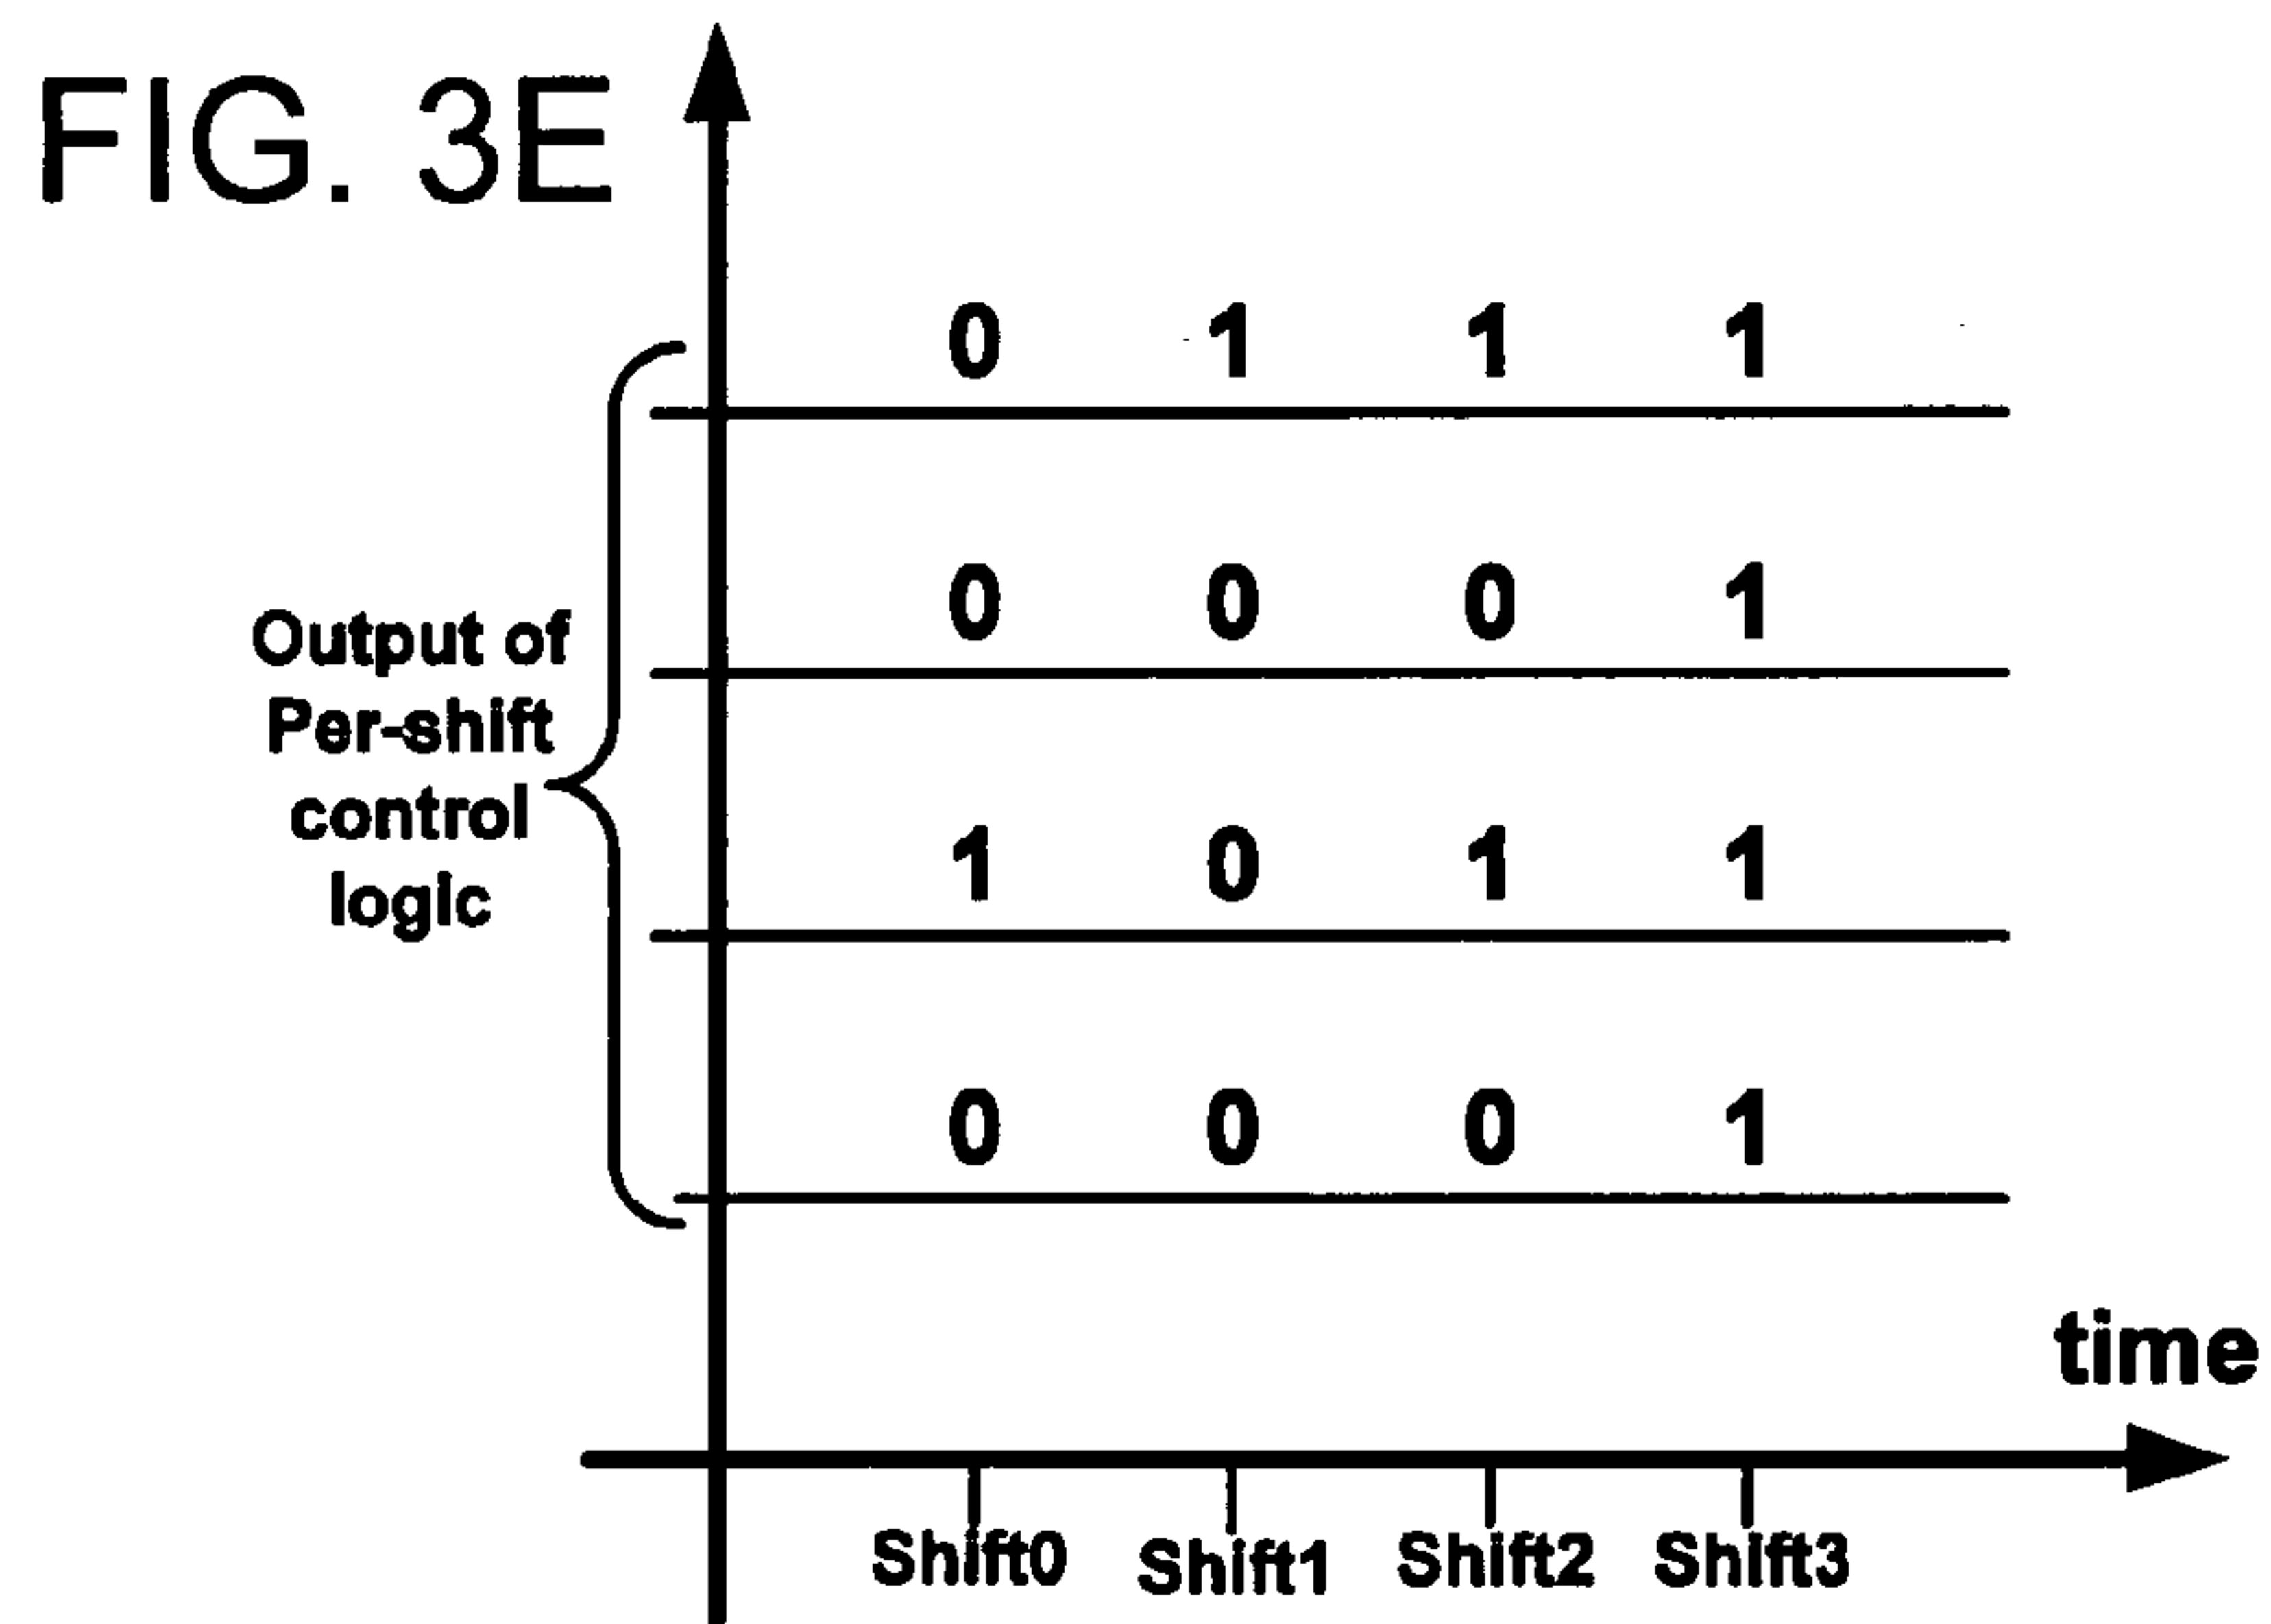 FIG. 3E
0 1 1 1
0 0 0 1
Output of
Per-shift
control
logic
1 0 1 1
0 0 0 1
time
Shift0 Shift1 Shift2 Shift3